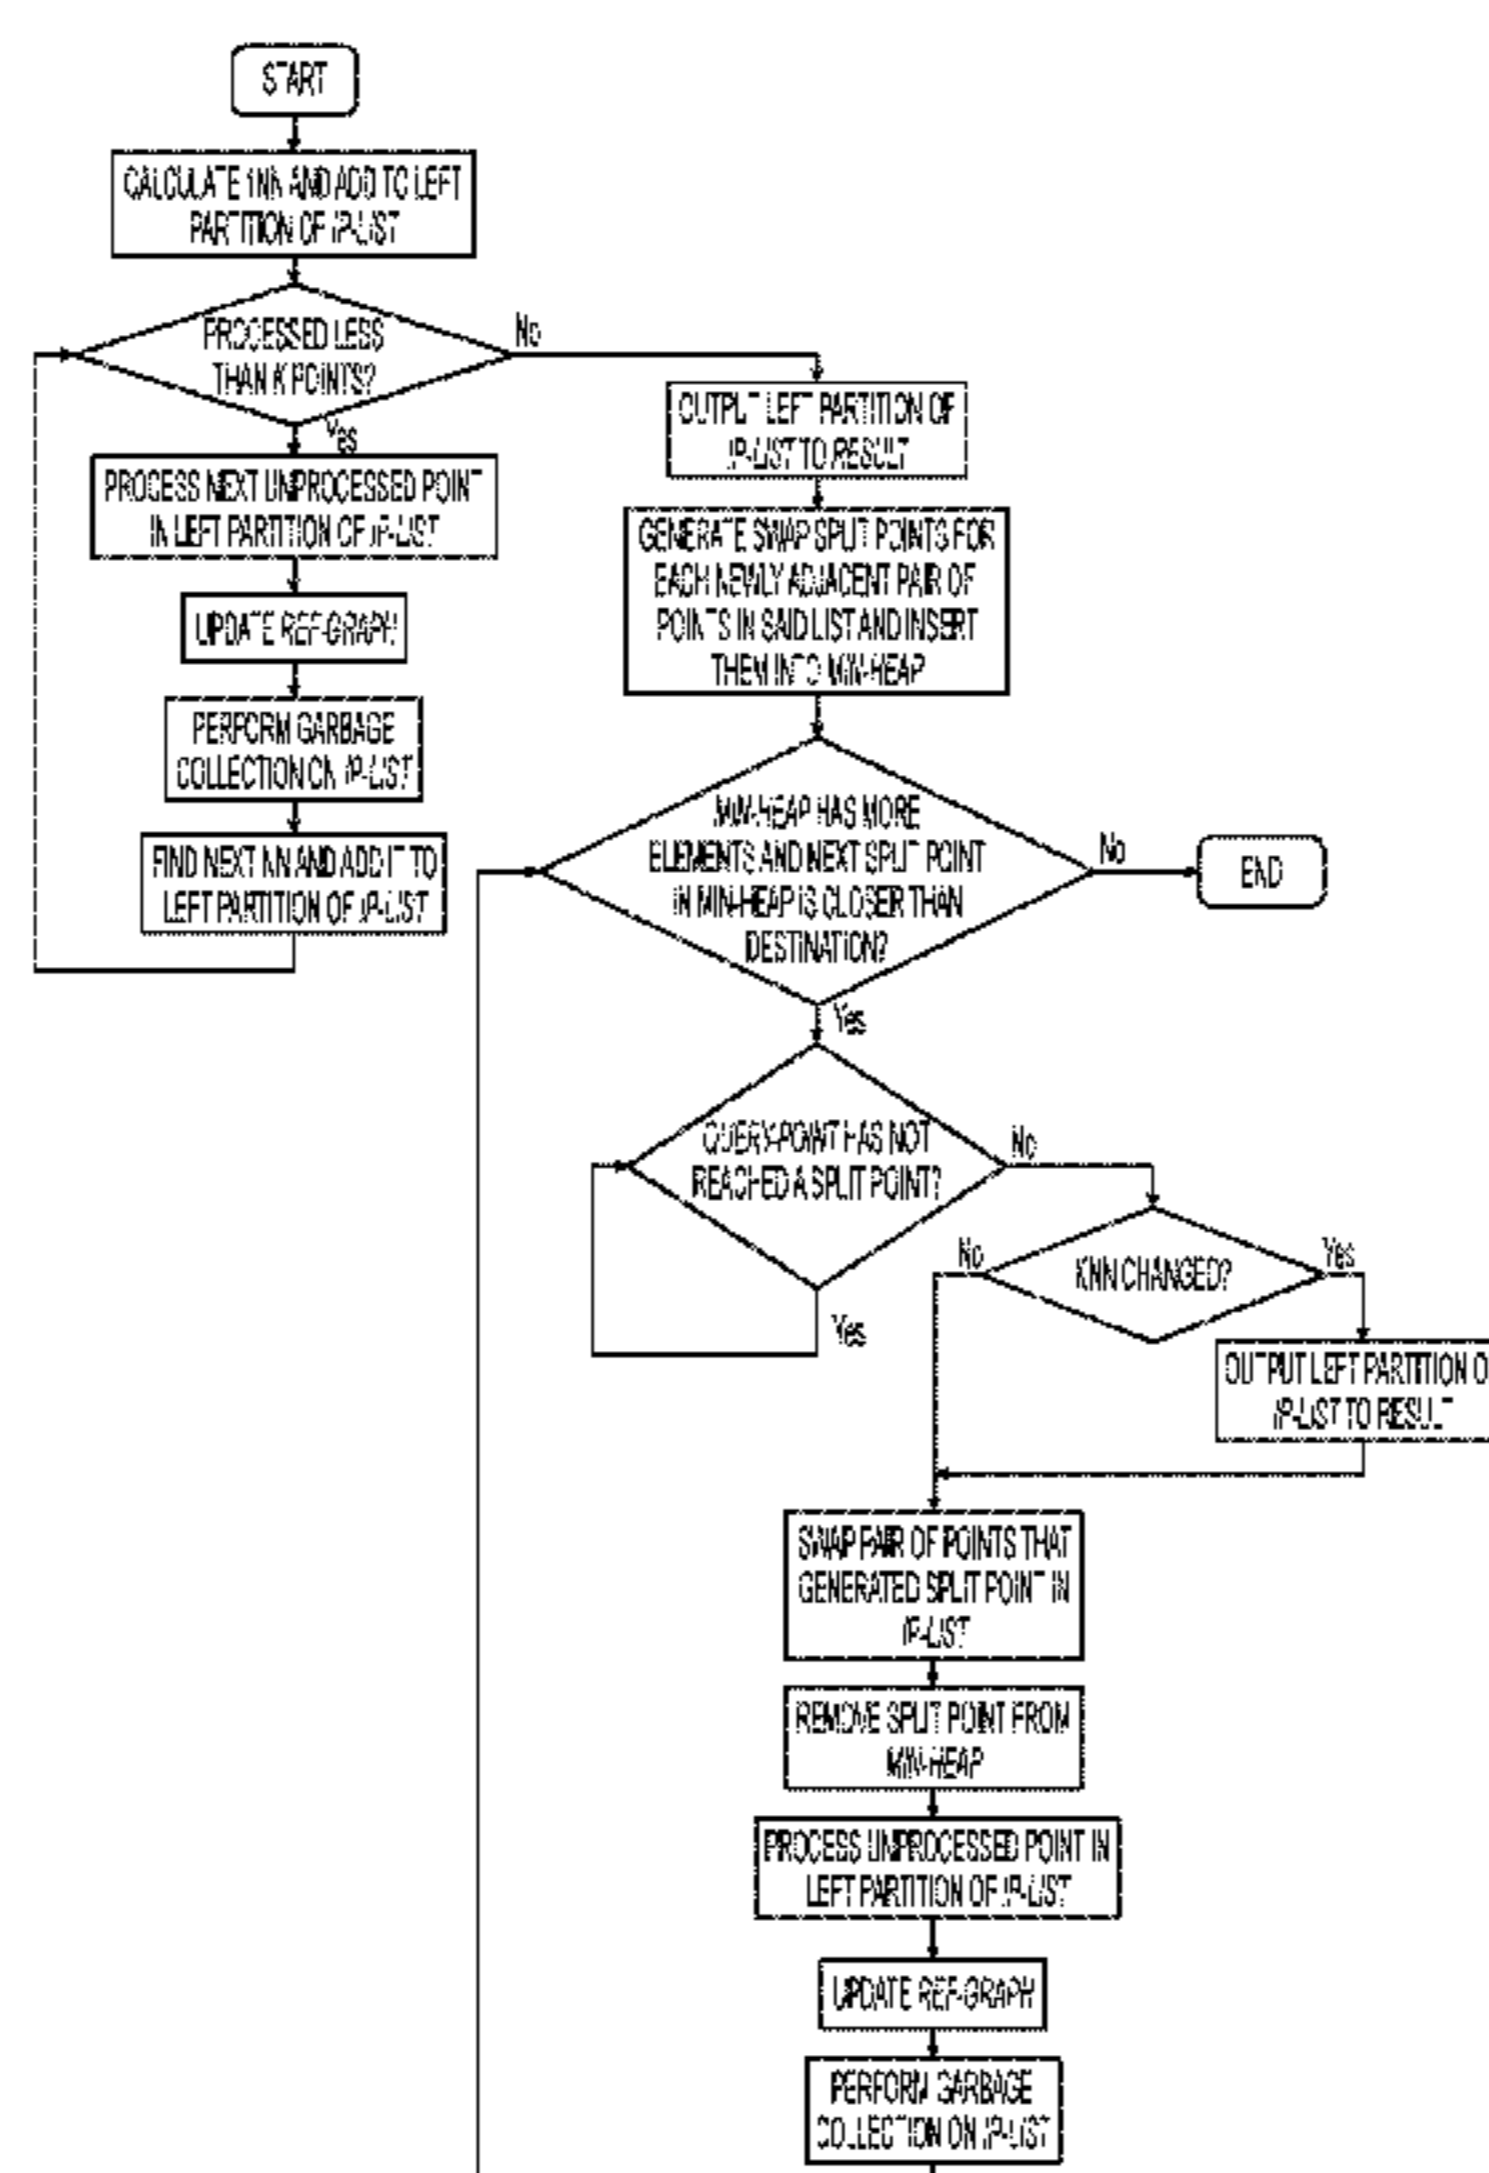 START
CALCULATE 1NN AND ADD TO LEFT
PARTITION OF IP-LIST
PROCESSED LESS
THAN K POINTS?
No
Yes
PROCESS NEXT UNPROCESSED POINT
IN LEFT PARTITION OF IP-LIST
UPDATE REF-GRAPH
PERFORM GARBAGE
COLLECTION ON IP-LIST
FIND NEXT NN AND ADD IT TO
LEFT PARTITION OF IP-LIST
OUTPUT LEFT PARTITION OF
IP-LIST TO RESULT
GENERATE SWAP SPLIT POINTS FOR
EACH NEWLY ADJACENT PAIR OF
POINTS IN SAID LIST AND INSERT
THEM INTO MIN-HEAP
MIN-HEAP HAS MORE
ELEMENTS AND NEXT SPLIT POINT
IN MIN-HEAP IS CLOSER THAN
DESTINATION?
No
END
Yes
QUERY-POINT HAS NOT
REACHED A SPLIT POINT?
No
Yes
KNN CHANGED?
No
Yes
OUTPUT LEFT PARTITION O
IP-LIST TO RESULT
SWAP PAIR OF POINTS THAT
GENERATED SPLIT POINT IN
IP-LIST
REMOVE SPLIT POINT FROM
MIN-HEAP
PROCESS UNPROCESSED POINT IN
LEFT PARTITION OF IP-LIST
UPDATE REF-GRAPH
PERFORM GARBAGE
COLLECTION ON IP-LIST